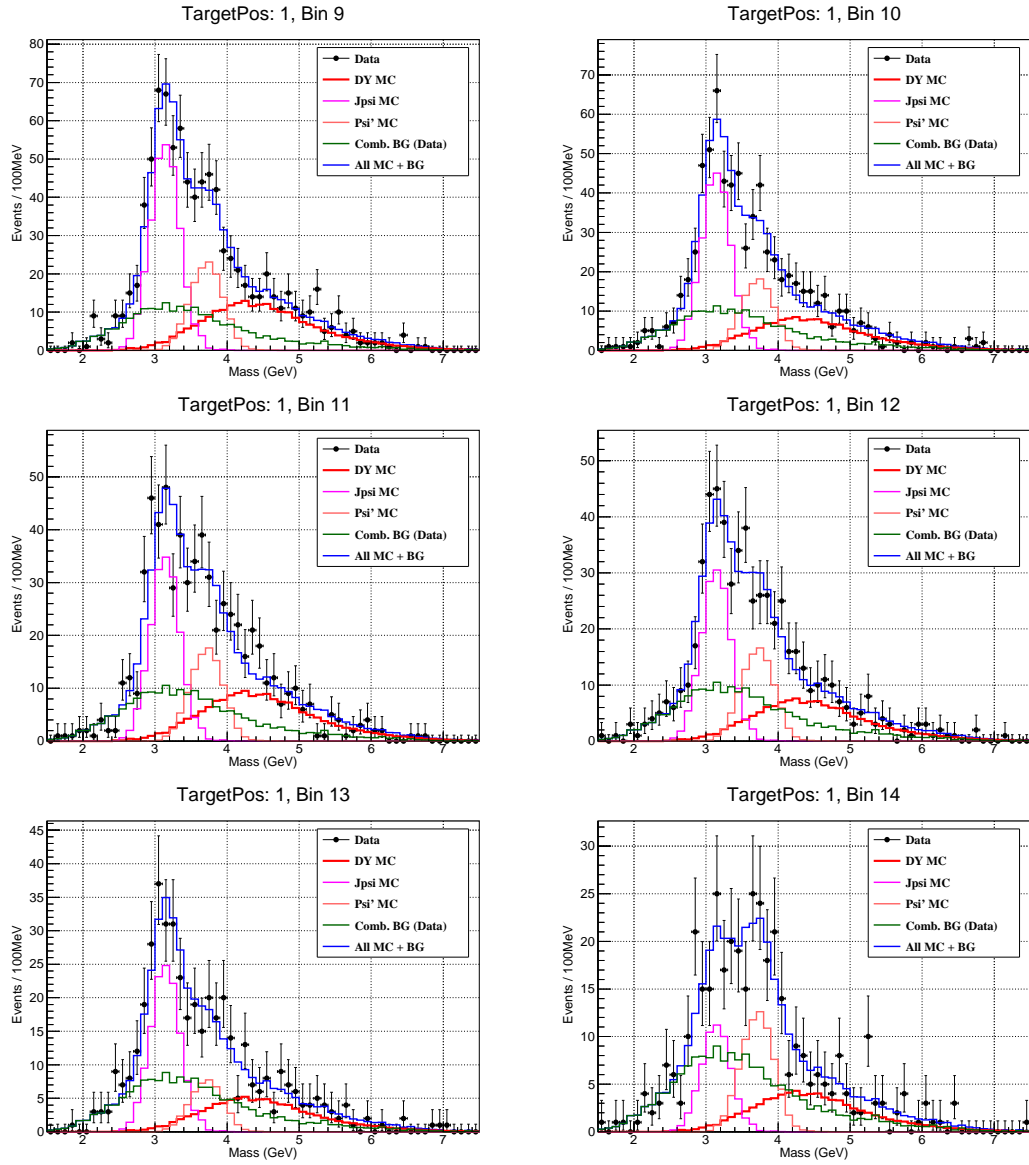 TargetPos: 1, Bin 9
Events / 100MeV
80
70
60
50
40
30
20
10
0
2 3 4 5 6 7
Mass (GeV)
Data
DY MC
Jpsi MC
Psi' MC
Comb. BG (Data)
All MC + BG
TargetPos: 1, Bin 10
Events / 100MeV
70
60
50
40
30
20
10
0
2 3 4 5 6 7
Mass (GeV)
Data
DY MC
Jpsi MC
Psi' MC
Comb. BG (Data)
All MC + BG
TargetPos: 1, Bin 11
Events / 100MeV
50
40
30
20
10
0
2 3 4 5 6 7
Mass (GeV)
Data
DY MC
Jpsi MC
Psi' MC
Comb. BG (Data)
All MC + BG
TargetPos: 1, Bin 12
Events / 100MeV
50
40
30
20
10
0
2 3 4 5 6 7
Mass (GeV)
Data
DY MC
Jpsi MC
Psi' MC
Comb. BG (Data)
All MC + BG
TargetPos: 1, Bin 13
Events / 100MeV
45
40
35
30
25
20
15
10
5
0
2 3 4 5 6 7
Mass (GeV)
Data
DY MC
Jpsi MC
Psi' MC
Comb. BG (Data)
All MC + BG
TargetPos: 1, Bin 14
Events / 100MeV
30
25
20
15
10
5
0
2 3 4 5 6 7
Mass (GeV)
Data
DY MC
Jpsi MC
Psi' MC
Comb. BG (Data)
All MC + BG